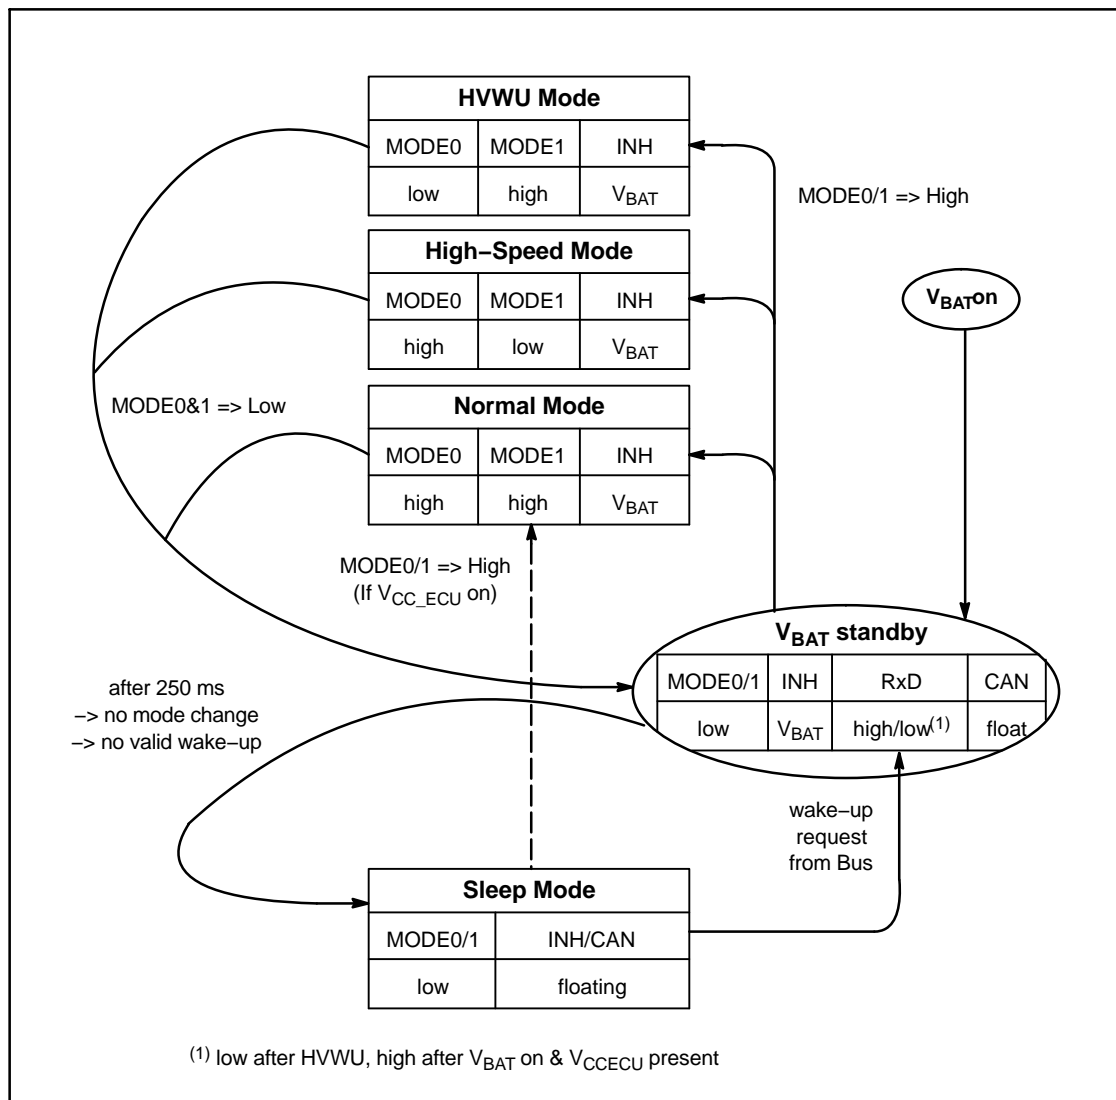 HVWU Mode
MODE0 MODE1 INH
low high VBAT
MODE0/1 => High
High−Speed Mode
MODE0 MODE1 INH
high low VBAT
VBATon
MODE0&1 => Low
Normal Mode
MODE0 MODE1 INH
high high VBAT
MODE0/1 => High
(If VCC_ECU on)
VBAT standby
MODE0/1 INH RxD CAN
low VBAT high/low(1) float
after 250 ms
−> no mode change
−> no valid wake−up
wake−up
request
from Bus
Sleep Mode
MODE0/1 INH/CAN
low floating
(1) low after HVWU, high after VBAT on & VCCECU present